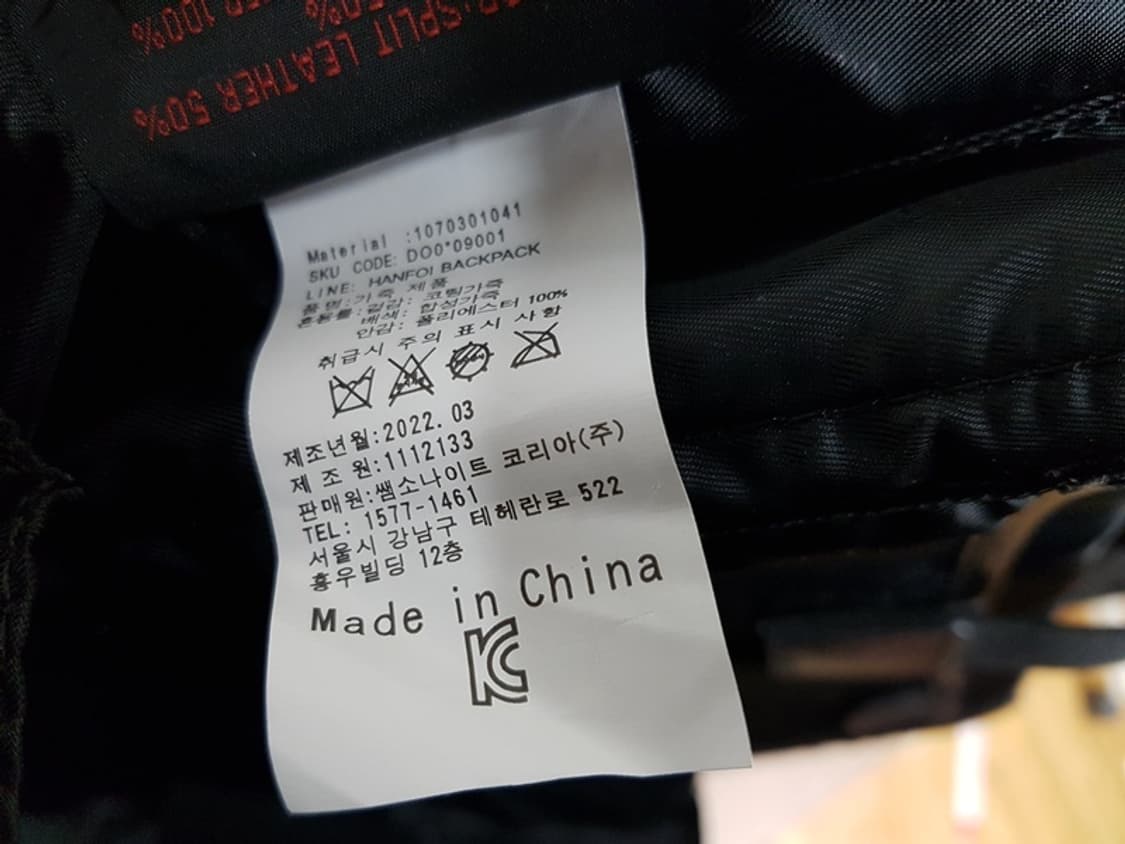 SPLIT LEATHER 50%
50%
100%
Material :1070301041
SKU CODE: DO0*09001
LINE: HANFOI BACKPACK
품명:가죽 제품
혼동률:겉감: 코팅가죽
배색: 합성가죽
안감: 폴리에스터 100%
취급시 주의 표시 사항
제조년월:2022. 03
제 조 원:1112133
판매원:쌤소나이트 코리아(주)
TEL: 1577-1461
서울시 강남구 테헤란로 522
홍우빌딩 12층
Made in China